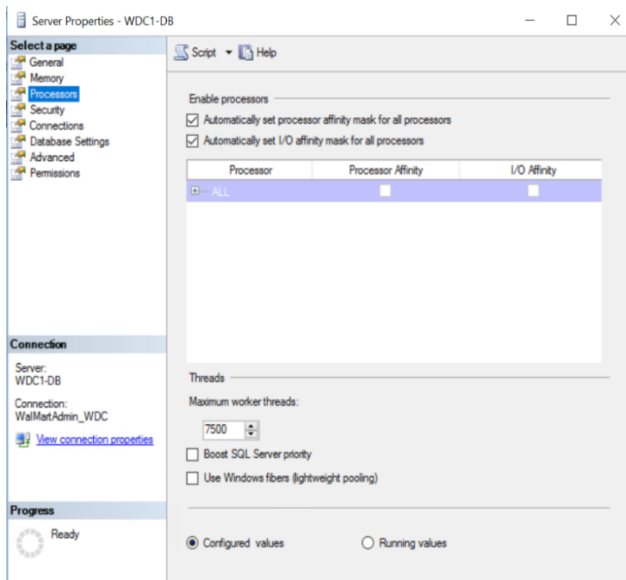 Server Properties - WDC1-DB
Select a page
General
Memory
Processors
Security
Connections
Database Settings
Advanced
Permissions
Connection
Server:
WDC1-DB
Connection:
WalMartAdmin_WDC
View connection properties
Progress
Ready
Script Help
Enable processors
Automatically set processor affinity mask for all processors
Automatically set I/O affinity mask for all processors
Processor Processor Affinity I/O Affinity
ALL
Threads
Maximum worker threads:
7500
Boost SQL Server priority
Use Windows fibers (lightweight pooling)
Configured values Running values